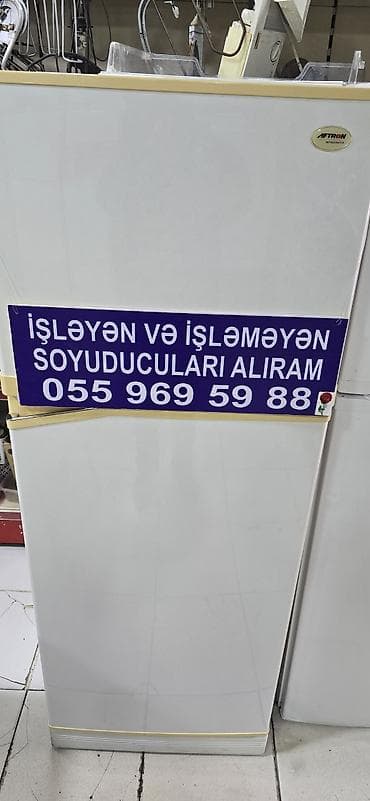 AFTRON
İŞLƏYƏN VƏ İŞLƏMƏYƏN
SOYUDUCULARI ALIRAM
055 969 59 88